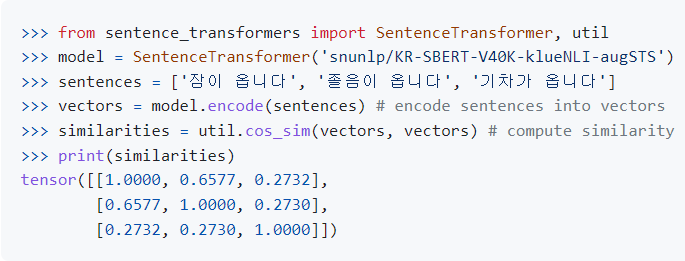 >>> from sentence_transformers import SentenceTransformer, util
>>> model = SentenceTransformer('snunlp/KR-SBERT-V40K-klueNLI-augSTS')
>>> sentences = ['잠이 옵니다', '졸음이 옵니다', '기차가 옵니다']
>>> vectors = model.encode(sentences) # encode sentences into vectors
>>> similarities = util.cos_sim(vectors, vectors) # compute similarity
>>> print(similarities)
tensor([[1.0000, 0.6577, 0.2732],
        [0.6577, 1.0000, 0.2730],
        [0.2732, 0.2730, 1.0000]])